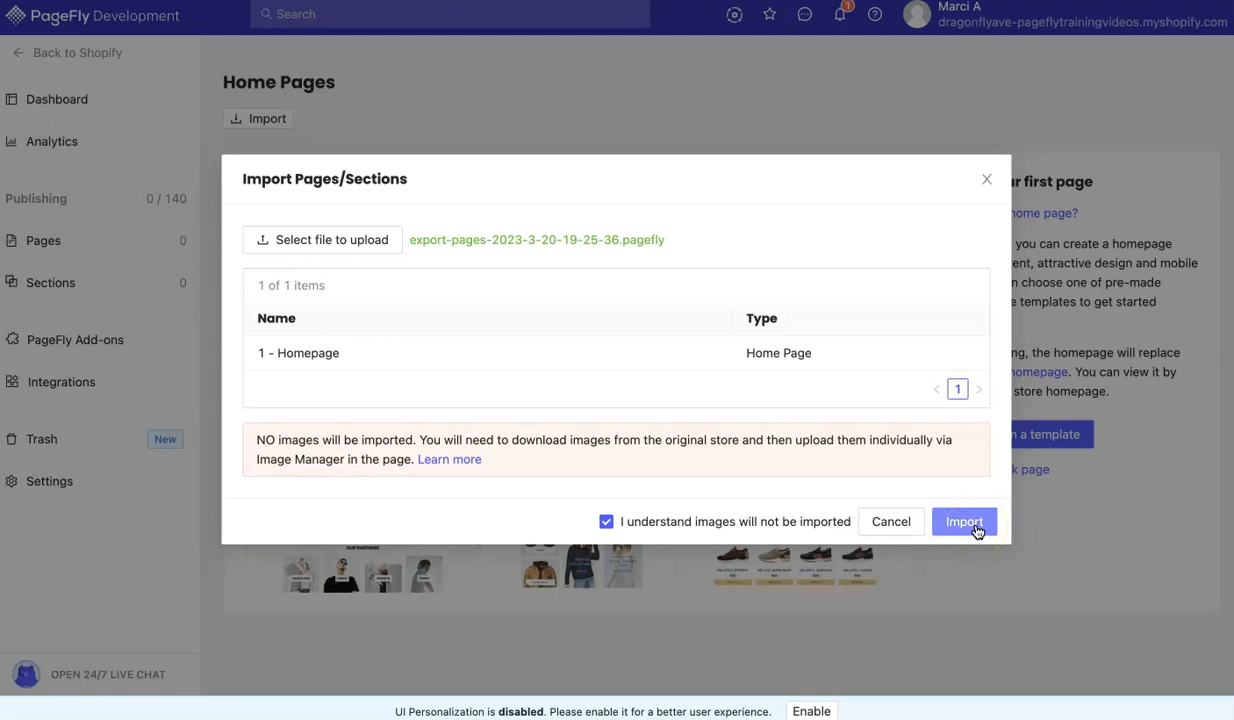 PageFly Development
Search
1
Marci A
dragonflyave-pageflytrainingvideos.myshopify.com
Back to Shopify
Dashboard
Analytics
Publishing 0 / 140
Pages 0
Sections 0
PageFly Add-ons
Integrations
Trash New
Settings
OPEN 24/7 LIVE CHAT
Home Pages
Import
Import Pages/Sections
Select file to upload export-pages-2023-3-20-19-25-36.pagefly
1 of 1 items
Name Type
1 - Homepage Home Page
1
NO images will be imported. You will need to download images from the original store and then upload them individually via
Image Manager in the page. Learn more
I understand images will not be imported Cancel Import
first page
home page?
you can create a homepage
attractive design and mobile
choose one of pre-made
templates to get started
the homepage will replace
homepage. You can view it by
store homepage.
a template
page
OUR PARTNERS
UI Personalization is disabled. Please enable it for a better user experience. Enable